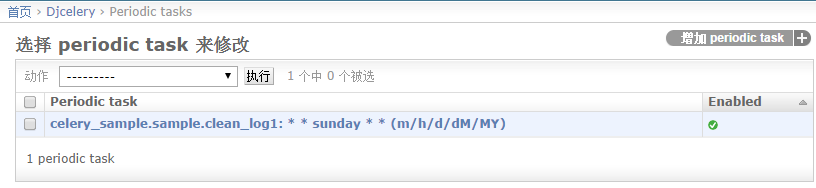 首页 › Djcelery › Periodic tasks
选择 periodic task 来修改
增加 periodic task +
动作 --------- 执行 1 个中 0 个被选
Periodic task Enabled
celery_sample.sample.clean_log1: * * sunday * * (m/h/d/dM/MY)
1 periodic task